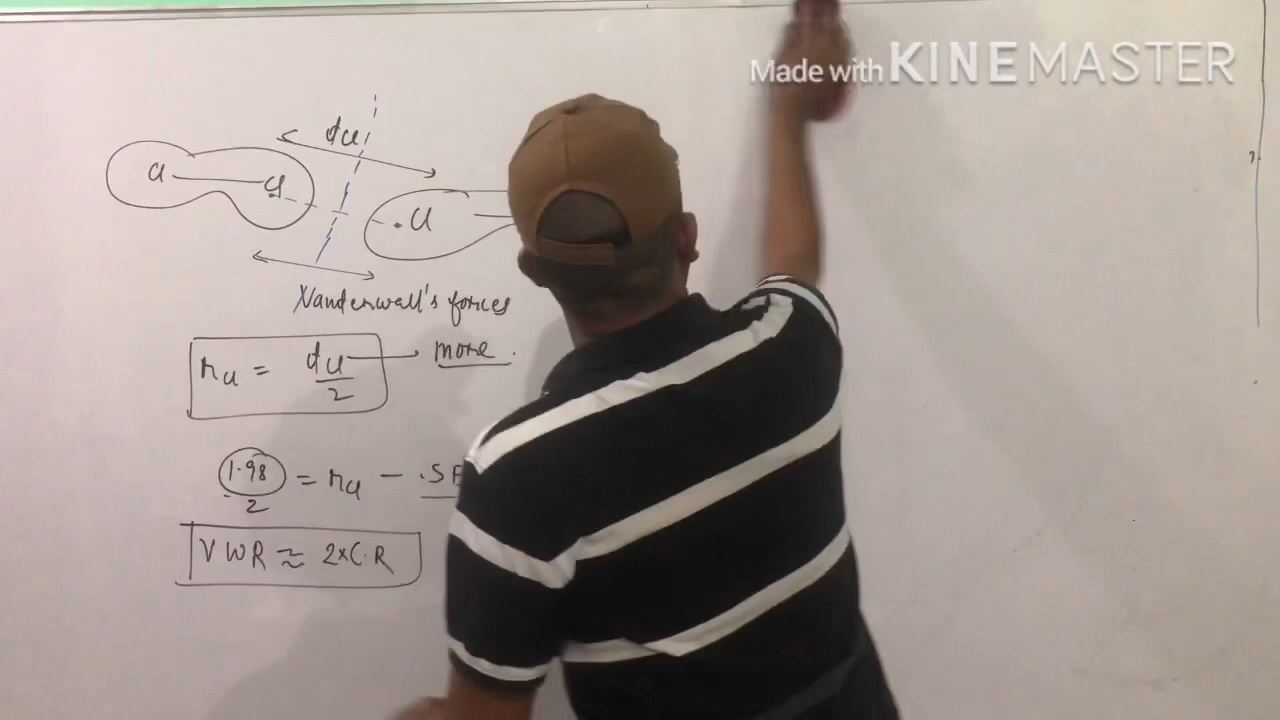 Made with KINEMASTER
dcl
Cl Cl Cl
Vanderwall's forces
rcl = dcl/2 → more.
1.98/2 = rcl -
VWR ≈ 2×C.R